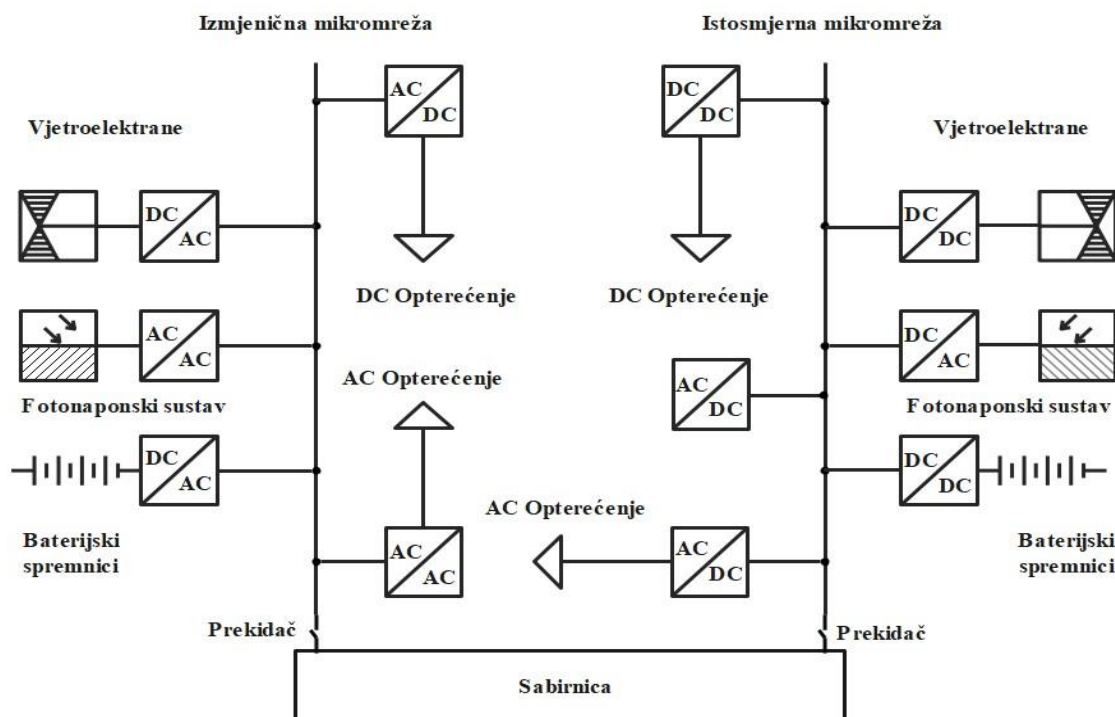 Izmjenična mikromreža
Istosmjerna mikromreža
AC
DC
DC
DC
Vjetroelektrane
Vjetroelektrane
DC
AC
DC
DC
DC Opterećenje
DC Opterećenje
AC
AC
DC
AC
AC Opterećenje
AC
DC
Fotonaponski sustav
Fotonaponski sustav
DC
AC
DC
DC
AC Opterećenje
Baterijski
spremnici
Baterijski
spremnici
AC
AC
AC
DC
Prekidač
Prekidač
Sabirnica